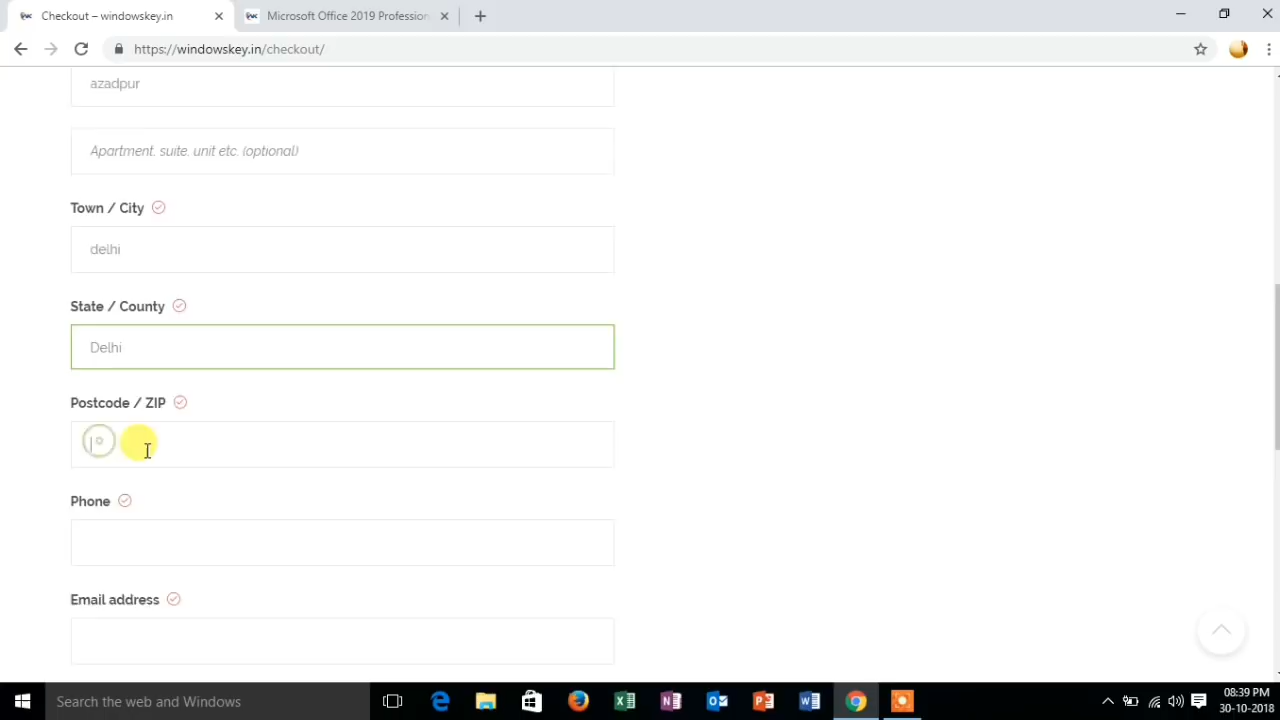 Checkout – windowskey.in
Microsoft Office 2019 Profession
https://windowskey.in/checkout/
azadpur
Apartment, suite, unit etc. (optional)
Town / City
delhi
State / County
Delhi
Postcode / ZIP
Phone
Email address
Search the web and Windows
08:39 PM
30-10-2018